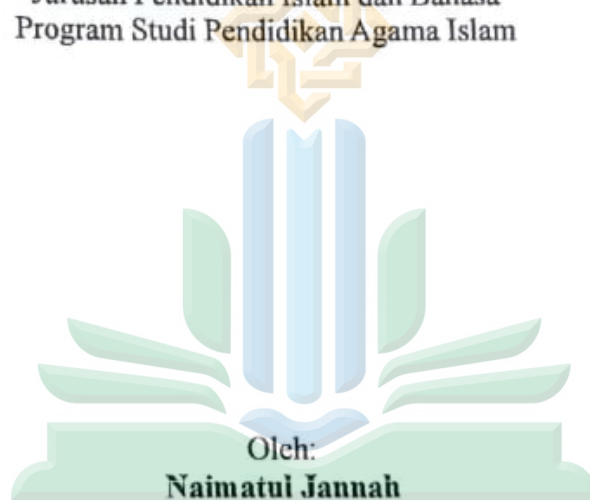 Jurusan Pendidikan Islam dan Bahasa
Program Studi Pendidikan Agama Islam
Oleh:
Naimatul Jannah